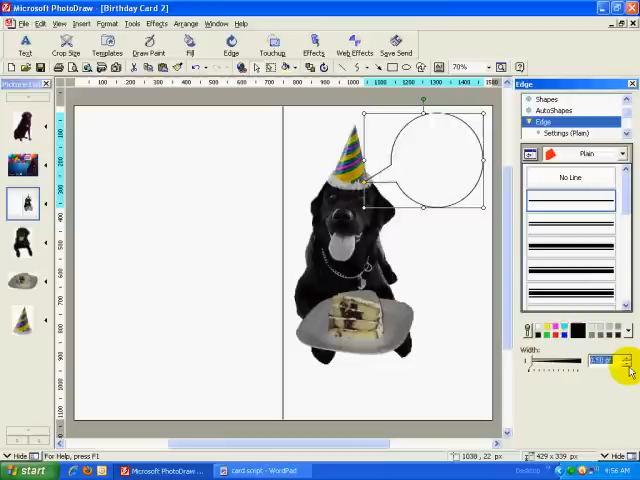 Microsoft PhotoDraw - [Birthday Card 2]
File Edit View Insert Format Tools Effects Arrange Window Help
Text Crop Size Templates Draw Paint Fill Edge Touchup Effects Web Effects Save Send
70%
Picture List
Edge
Shapes
AutoShapes
Edge
Settings (Plain)
Plain
No Line
Width:
Hide For Help, press F1
1038 , 22 px
429 x 339 px
Hide
start
Microsoft PhotoDraw ...
card script - WordPad
Desktop
4:56 AM